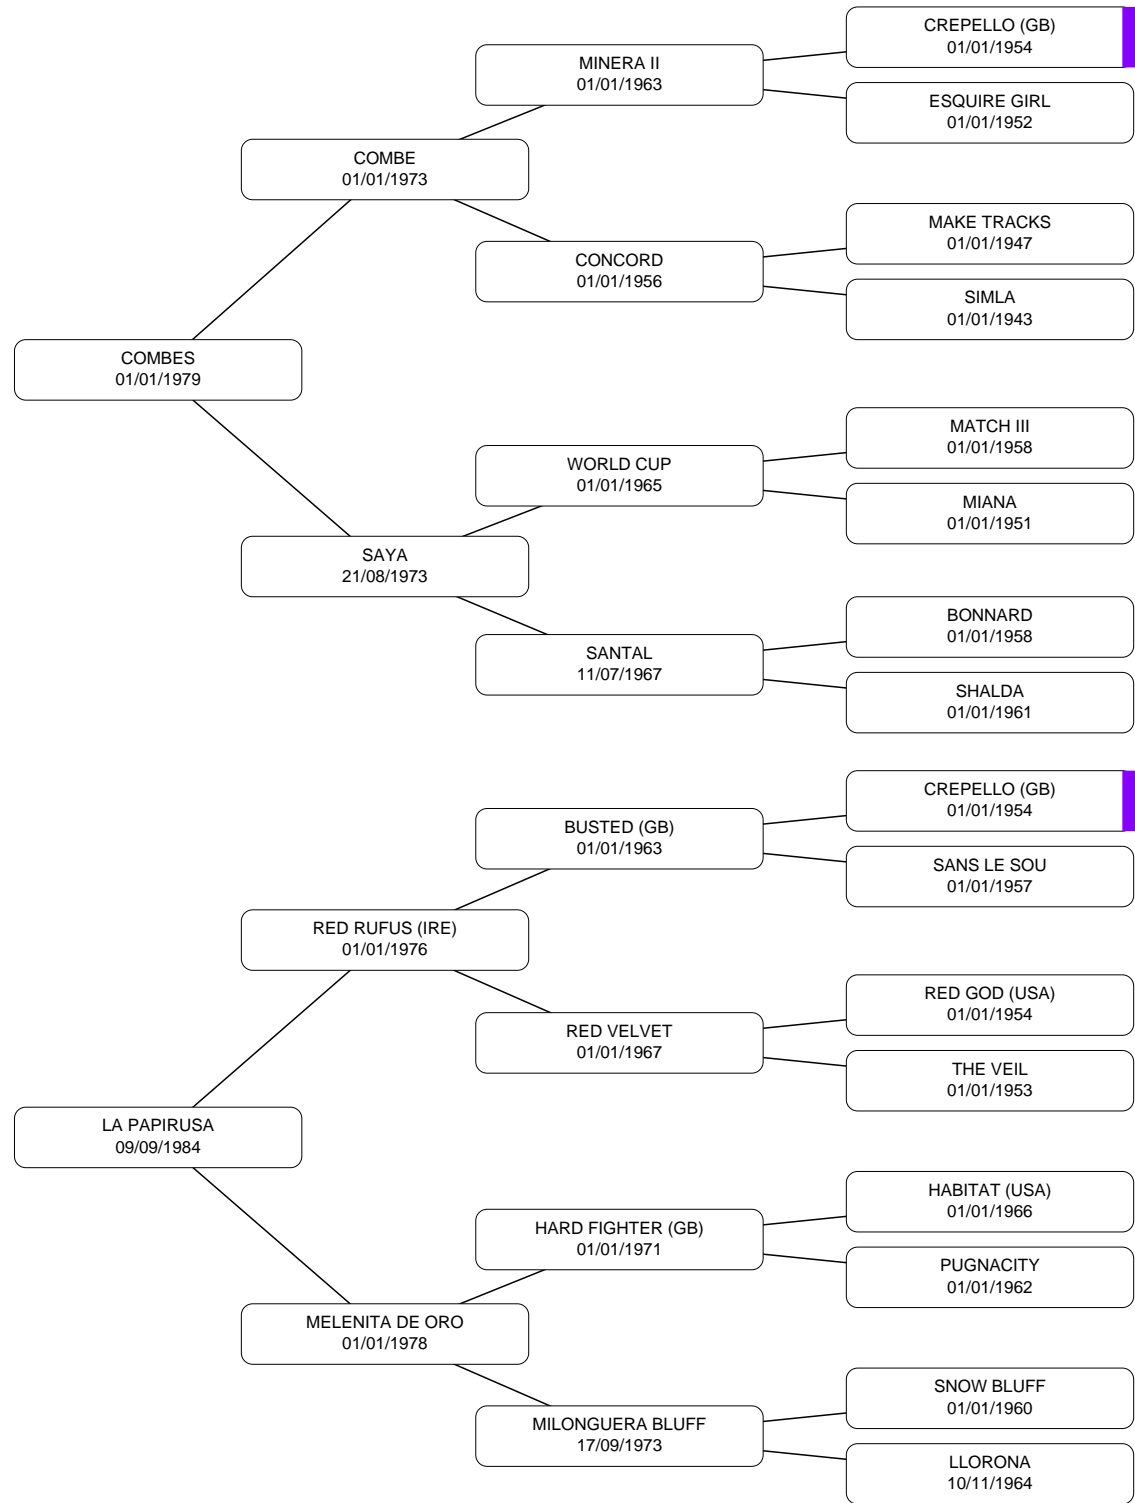 CREPELLO (GB)
01/01/1954
MINERA II
01/01/1963
ESQUIRE GIRL
01/01/1952
COMBE
01/01/1973
MAKE TRACKS
01/01/1947
CONCORD
01/01/1956
SIMLA
01/01/1943
COMBES
01/01/1979
MATCH III
01/01/1958
WORLD CUP
01/01/1965
MIANA
01/01/1951
SAYA
21/08/1973
BONNARD
01/01/1958
SANTAL
11/07/1967
SHALDA
01/01/1961
CREPELLO (GB)
01/01/1954
BUSTED (GB)
01/01/1963
SANS LE SOU
01/01/1957
RED RUFUS (IRE)
01/01/1976
RED GOD (USA)
01/01/1954
RED VELVET
01/01/1967
THE VEIL
01/01/1953
LA PAPIRUSA
09/09/1984
HABITAT (USA)
01/01/1966
HARD FIGHTER (GB)
01/01/1971
PUGNACITY
01/01/1962
MELENITA DE ORO
01/01/1978
SNOW BLUFF
01/01/1960
MILONGUERA BLUFF
17/09/1973
LLORONA
10/11/1964